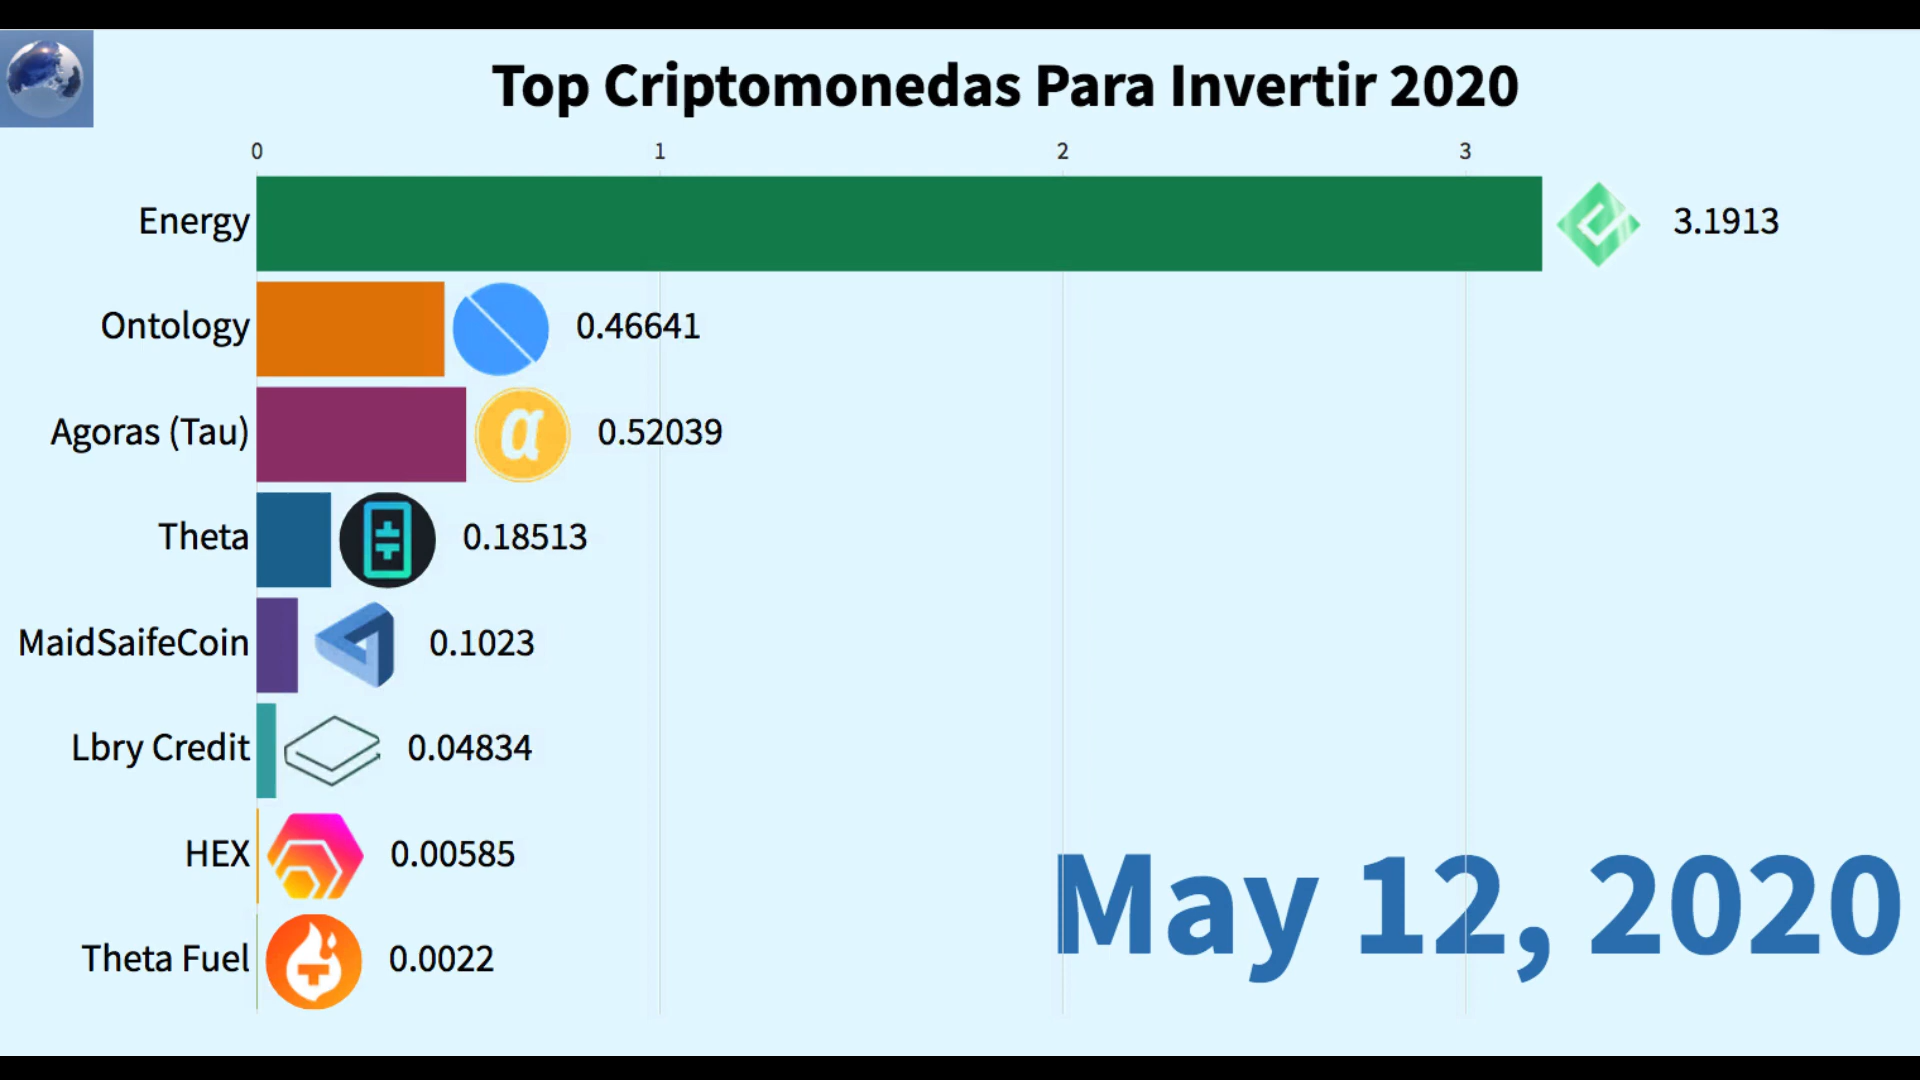 Top Criptomonedas Para Invertir 2020
0 1 2 3
Energy 3.1913
Ontology 0.46641
Agoras (Tau) 0.52039
Theta 0.18513
MaidSaifeCoin 0.1023
Lbry Credit 0.04834
HEX 0.00585
Theta Fuel 0.0022
May 12, 2020